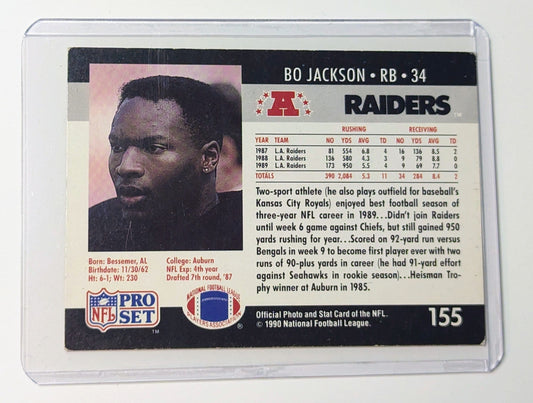 BO JACKSON • RB • 34
A
RAIDERS
TM
RUSHING RECEIVING
YEAR TEAM NO YDS AVG TD NO YDS AVG TD
1987 L.A. Raiders 81 554 6.8 4 16 136 8.5 2
1988 L.A. Raiders 136 580 4.3 3 9 79 8.8 0
1989 L.A. Raiders 173 950 5.5 4 9 69 7.7 0
TOTALS 390 2,084 5.3 11 34 284 8.4 2
Two-sport athlete (he also plays outfield for baseball's
Kansas City Royals) enjoyed best football season of
three-year NFL career in 1989...Didn't join Raiders
until week 6 game against Chiefs, but still gained 950
yards rushing for year...Scored on 92-yard run versus
Bengals in week 9 to become first player ever with two
runs of 90-plus yards in career (he had 91-yard effort
against Seahawks in rookie season)...Heisman Tro-
phy winner at Auburn in 1985.
Born: Bessemer, AL
Birthdate: 11/30/62
Ht: 6-1; Wt: 230
College: Auburn
NFL Exp: 4th year
Drafted 7th round, '87
NFL
PRO
SET
TM
NATIONAL FOOTBALL LEAGUE
PLAYERS ASSOCIATION
Official Photo and Stat Card of the NFL.
© 1990 National Football League.
155